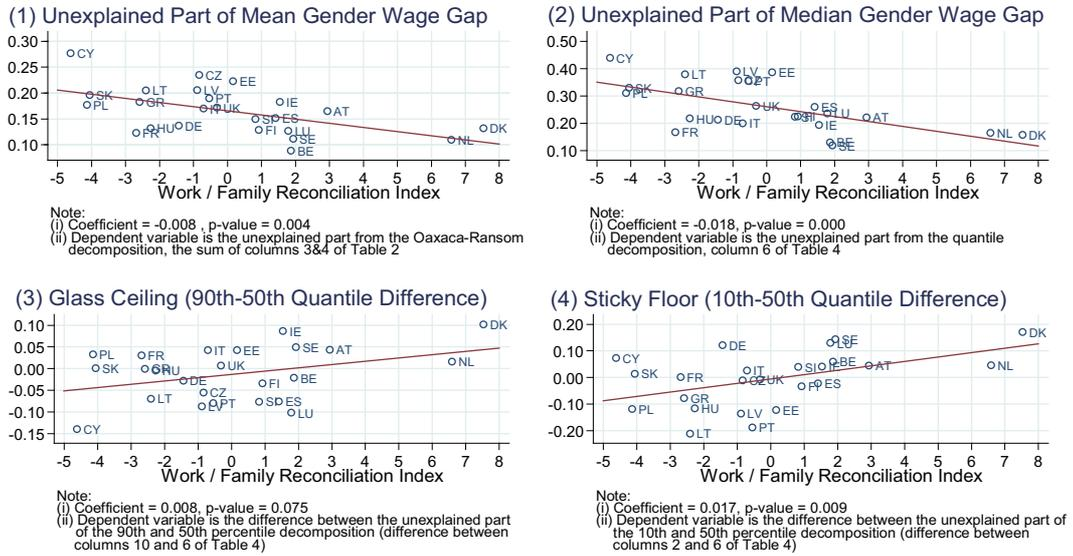 (1) Unexplained Part of Mean Gender Wage Gap
0.30
0.25
0.20
0.15
0.10
CY
SK
PL
LT
GR
HU
FR
DE
CZ
LV
PT
IT
UK
EE
SI
ES
IE
FI
LU
SE
BE
AT
NL
DK
-5 -4 -3 -2 -1 0 1 2 3 4 5 6 7 8
Work / Family Reconciliation Index
Note:
(i) Coefficient = -0.008 , p-value = 0.004
(ii) Dependent variable is the unexplained part from the Oaxaca-Ransom
decomposition, the sum of columns 3&4 of Table 2
(2) Unexplained Part of Median Gender Wage Gap
0.50
0.40
0.30
0.20
0.10
CY
SK
PL
LT
GR
HU
FR
DE
LV
CZ
PT
EE
UK
IT
SI
FI
ES
LU
IE
BE
SE
AT
NL
DK
-5 -4 -3 -2 -1 0 1 2 3 4 5 6 7 8
Work / Family Reconciliation Index
Note:
(i) Coefficient = -0.018, p-value = 0.000
(ii) Dependent variable is the unexplained part from the quantile
decomposition, column 6 of Table 4
(3) Glass Ceiling (90th-50th Quantile Difference)
0.10
0.05
0.00
-0.05
-0.10
-0.15
CY
PL
SK
FR
GR
HU
LT
DE
IT
EE
UK
CZ
LV
PT
FI
SI
ES
IE
SE
BE
LU
AT
NL
DK
-5 -4 -3 -2 -1 0 1 2 3 4 5 6 7 8
Work / Family Reconciliation Index
Note:
(i) Coefficient = 0.008, p-value = 0.075
(ii) Dependent variable is the difference between the unexplained part
of the 90th and 50th percentile decomposition (difference between
columns 10 and 6 of Table 4)
(4) Sticky Floor (10th-50th Quantile Difference)
0.20
0.10
0.00
-0.10
-0.20
CY
SK
PL
FR
GR
HU
LT
DE
IT
CZ
UK
LV
PT
EE
SI
IE
FI
ES
SE
LU
BE
AT
NL
DK
-5 -4 -3 -2 -1 0 1 2 3 4 5 6 7 8
Work / Family Reconciliation Index
Note:
(i) Coefficient = 0.017, p-value = 0.009
(ii) Dependent variable is the difference between the unexplained part of
the 10th and 50th percentile decomposition (difference between
columns 2 and 6 of Table 4)